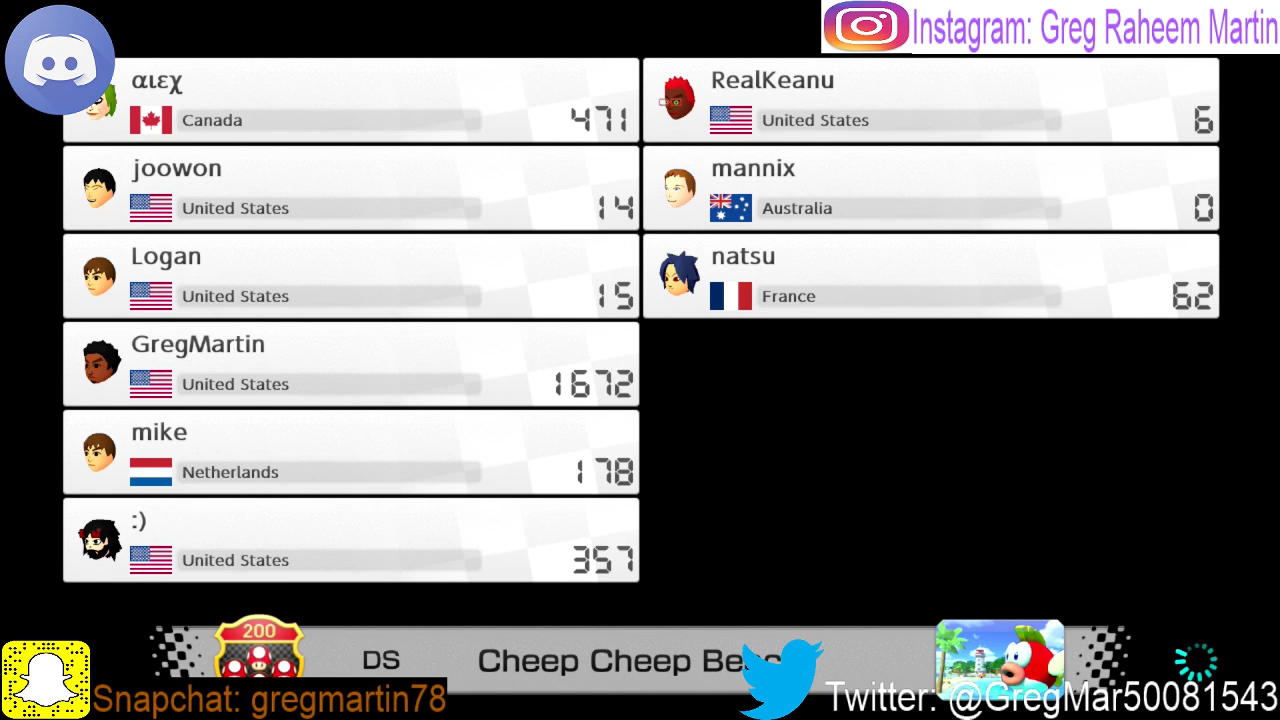 Instagram: Greg Raheem Martin
αιεχ
Canada
471
joowon
United States
14
Logan
United States
15
GregMartin
United States
1672
mike
Netherlands
178
:)
United States
357
RealKeanu
United States
6
mannix
Australia
0
natsu
France
62
200
DS
Cheep Cheep
Snapchat: gregmartin78
Twitter: @GregMar50081543